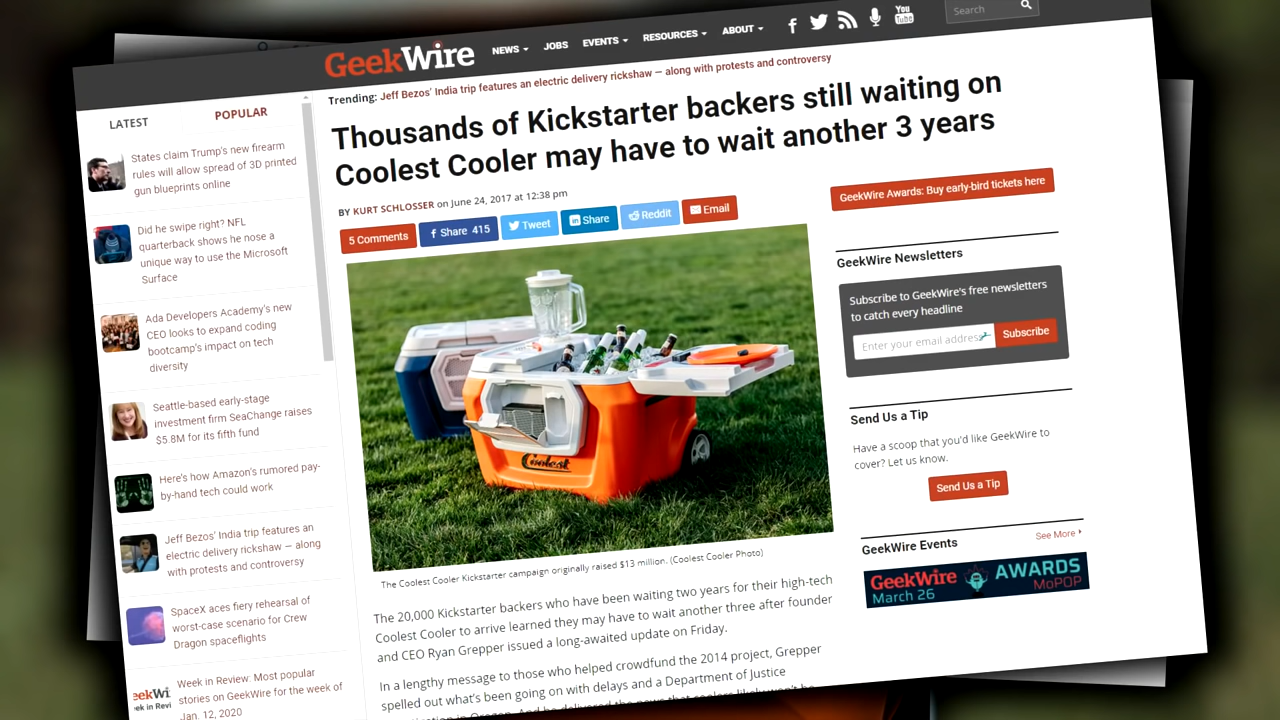 GeekWire
NEWS
JOBS
EVENTS
RESOURCES
ABOUT
You
Tube
Search
Trending: Jeff Bezos' India trip features an electric delivery rickshaw — along with protests and controversy
LATEST
POPULAR
States claim Trump's new firearm
rules will allow spread of 3D printed
gun blueprints online
Did he swipe right? NFL
quarterback shows he nose a
unique way to use the Microsoft
Surface
Ada Developers Academy's new
CEO looks to expand coding
bootcamp's impact on tech
diversity
Seattle-based early-stage
investment firm SeaChange raises
$5.8M for its fifth fund
Here's how Amazon's rumored pay-
by-hand tech could work
Jeff Bezos' India trip features an
electric delivery rickshaw — along
with protests and controversy
SpaceX aces fiery rehearsal of
worst-case scenario for Crew
Dragon spaceflights
Week in Review: Most popular
stories on GeekWire for the week of
Jan. 12, 2020
Thousands of Kickstarter backers still waiting on
Coolest Cooler may have to wait another 3 years
BY KURT SCHLOSSER on June 24, 2017 at 12:38 pm
5 Comments
Share 415
Tweet
Share
Reddit
Email
Coolest
The Coolest Cooler Kickstarter campaign originally raised $13 million. (Coolest Cooler Photo)
The 20,000 Kickstarter backers who have been waiting two years for their high-tech
Coolest Cooler to arrive learned they may have to wait another three after founder
and CEO Ryan Grepper issued a long-awaited update on Friday.
In a lengthy message to those who helped crowdfund the 2014 project, Grepper
spelled out what's been going on with delays and a Department of Justice
GeekWire Awards: Buy early-bird tickets here
GeekWire Newsletters
Subscribe to GeekWire's free newsletters
to catch every headline
Enter your email address
Subscribe
Send Us a Tip
Have a scoop that you'd like GeekWire to
cover? Let us know.
Send Us a Tip
GeekWire Events
See More
GeekWire
March 26
AWARDS
MoPOP